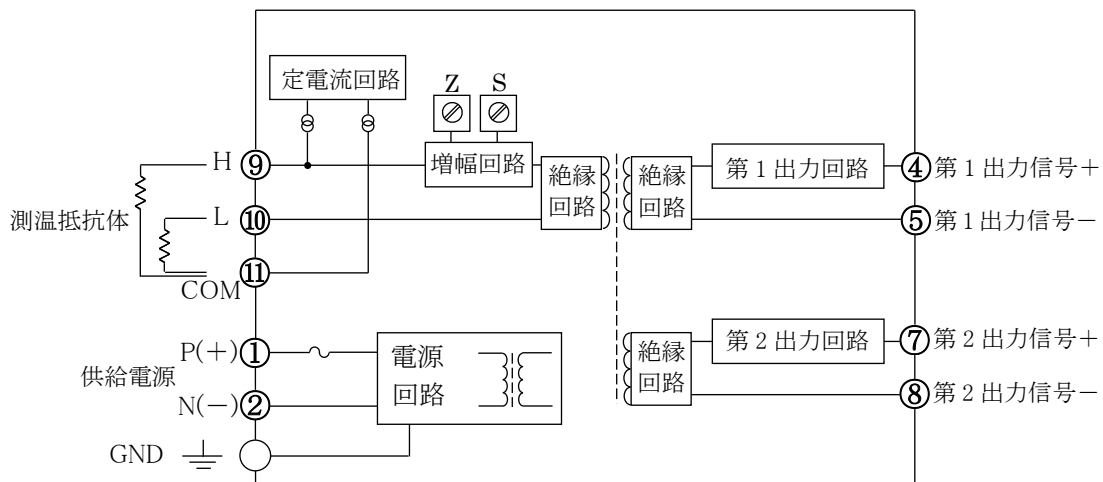 定電流回路
Z S
H ⑨ 増幅回路 絶縁回路 絶縁回路 第1出力回路 ④ 第1出力信号+
測温抵抗体 L ⑩ ⑤ 第1出力信号−
⑪
COM
P(+) ① 電源回路 絶縁回路 第2出力回路 ⑦ 第2出力信号+
供給電源
N(−) ② ⑧ 第2出力信号−
GND